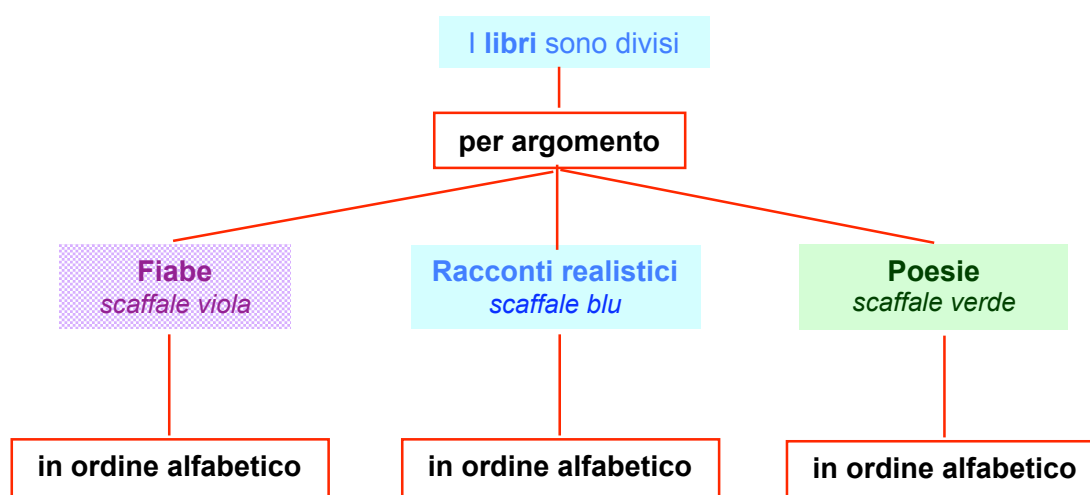 I libri sono divisi
per argomento
Fiabe
scaffale viola
Racconti realistici
scaffale blu
Poesie
scaffale verde
in ordine alfabetico
in ordine alfabetico
in ordine alfabetico